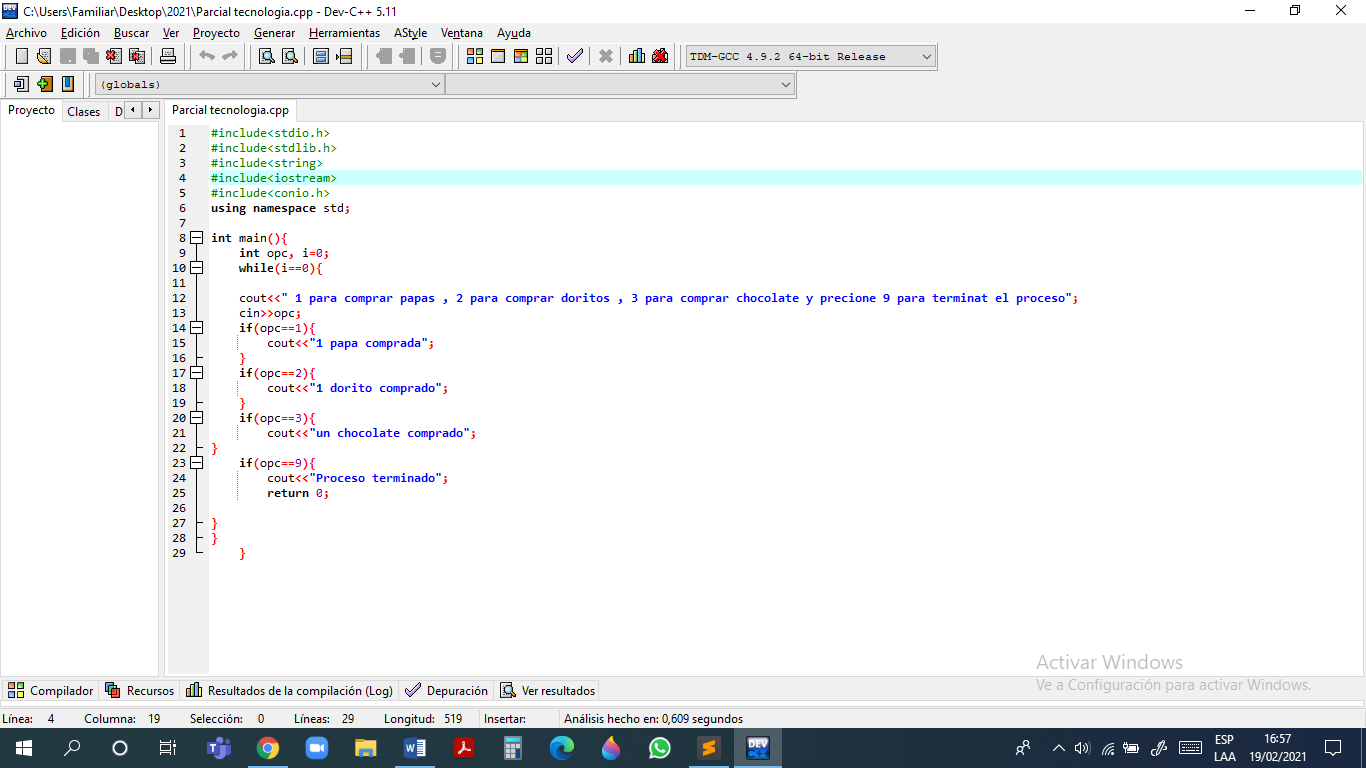 C:\Users\Familiar\Desktop\2021\Parcial tecnologia.cpp - Dev-C++ 5.11
Archivo Edición Buscar Ver Proyecto Generar Herramientas AStyle Ventana Ayuda
TDM-GCC 4.9.2 64-bit Release
(globals)
Proyecto Clases D Parcial tecnologia.cpp
1 #include<stdio.h>
2 #include<stdlib.h>
3 #include<string>
4 #include<iostream>
5 #include<conio.h>
6 using namespace std;
7
8 int main(){
9 int opc, i=0;
10 while(i==0){
11
12 cout<<" 1 para comprar papas , 2 para comprar doritos , 3 para comprar chocolate y precione 9 para terminat el proceso";
13 cin>>opc;
14 if(opc==1){
15 cout<<"1 papa comprada";
16 }
17 if(opc==2){
18 cout<<"1 dorito comprado";
19 }
20 if(opc==3){
21 cout<<"un chocolate comprado";
22 }
23 if(opc==9){
24 cout<<"Proceso terminado";
25 return 0;
26
27 }
28 }
29 }
Activar Windows
Ve a Configuración para activar Windows.
Compilador Recursos Resultados de la compilación (Log) Depuración Ver resultados
Línea: 4 Columna: 19 Selección: 0 Líneas: 29 Longitud: 519 Insertar: Análisis hecho en: 0,609 segundos
DEV C++
ESP
LAA
16:57
19/02/2021